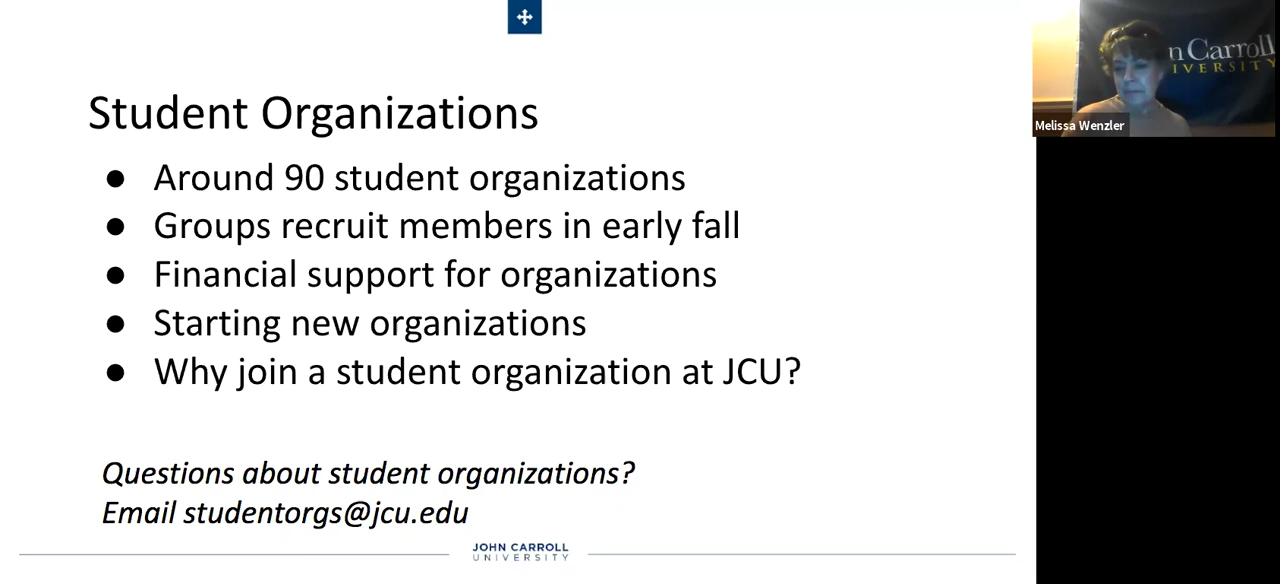 Student Organizations
● Around 90 student organizations
● Groups recruit members in early fall
● Financial support for organizations
● Starting new organizations
● Why join a student organization at JCU?
Questions about student organizations?
Email studentorgs@jcu.edu
JOHN CARROLL
UNIVERSITY
n Carroll
IVERSITY
Melissa Wenzler